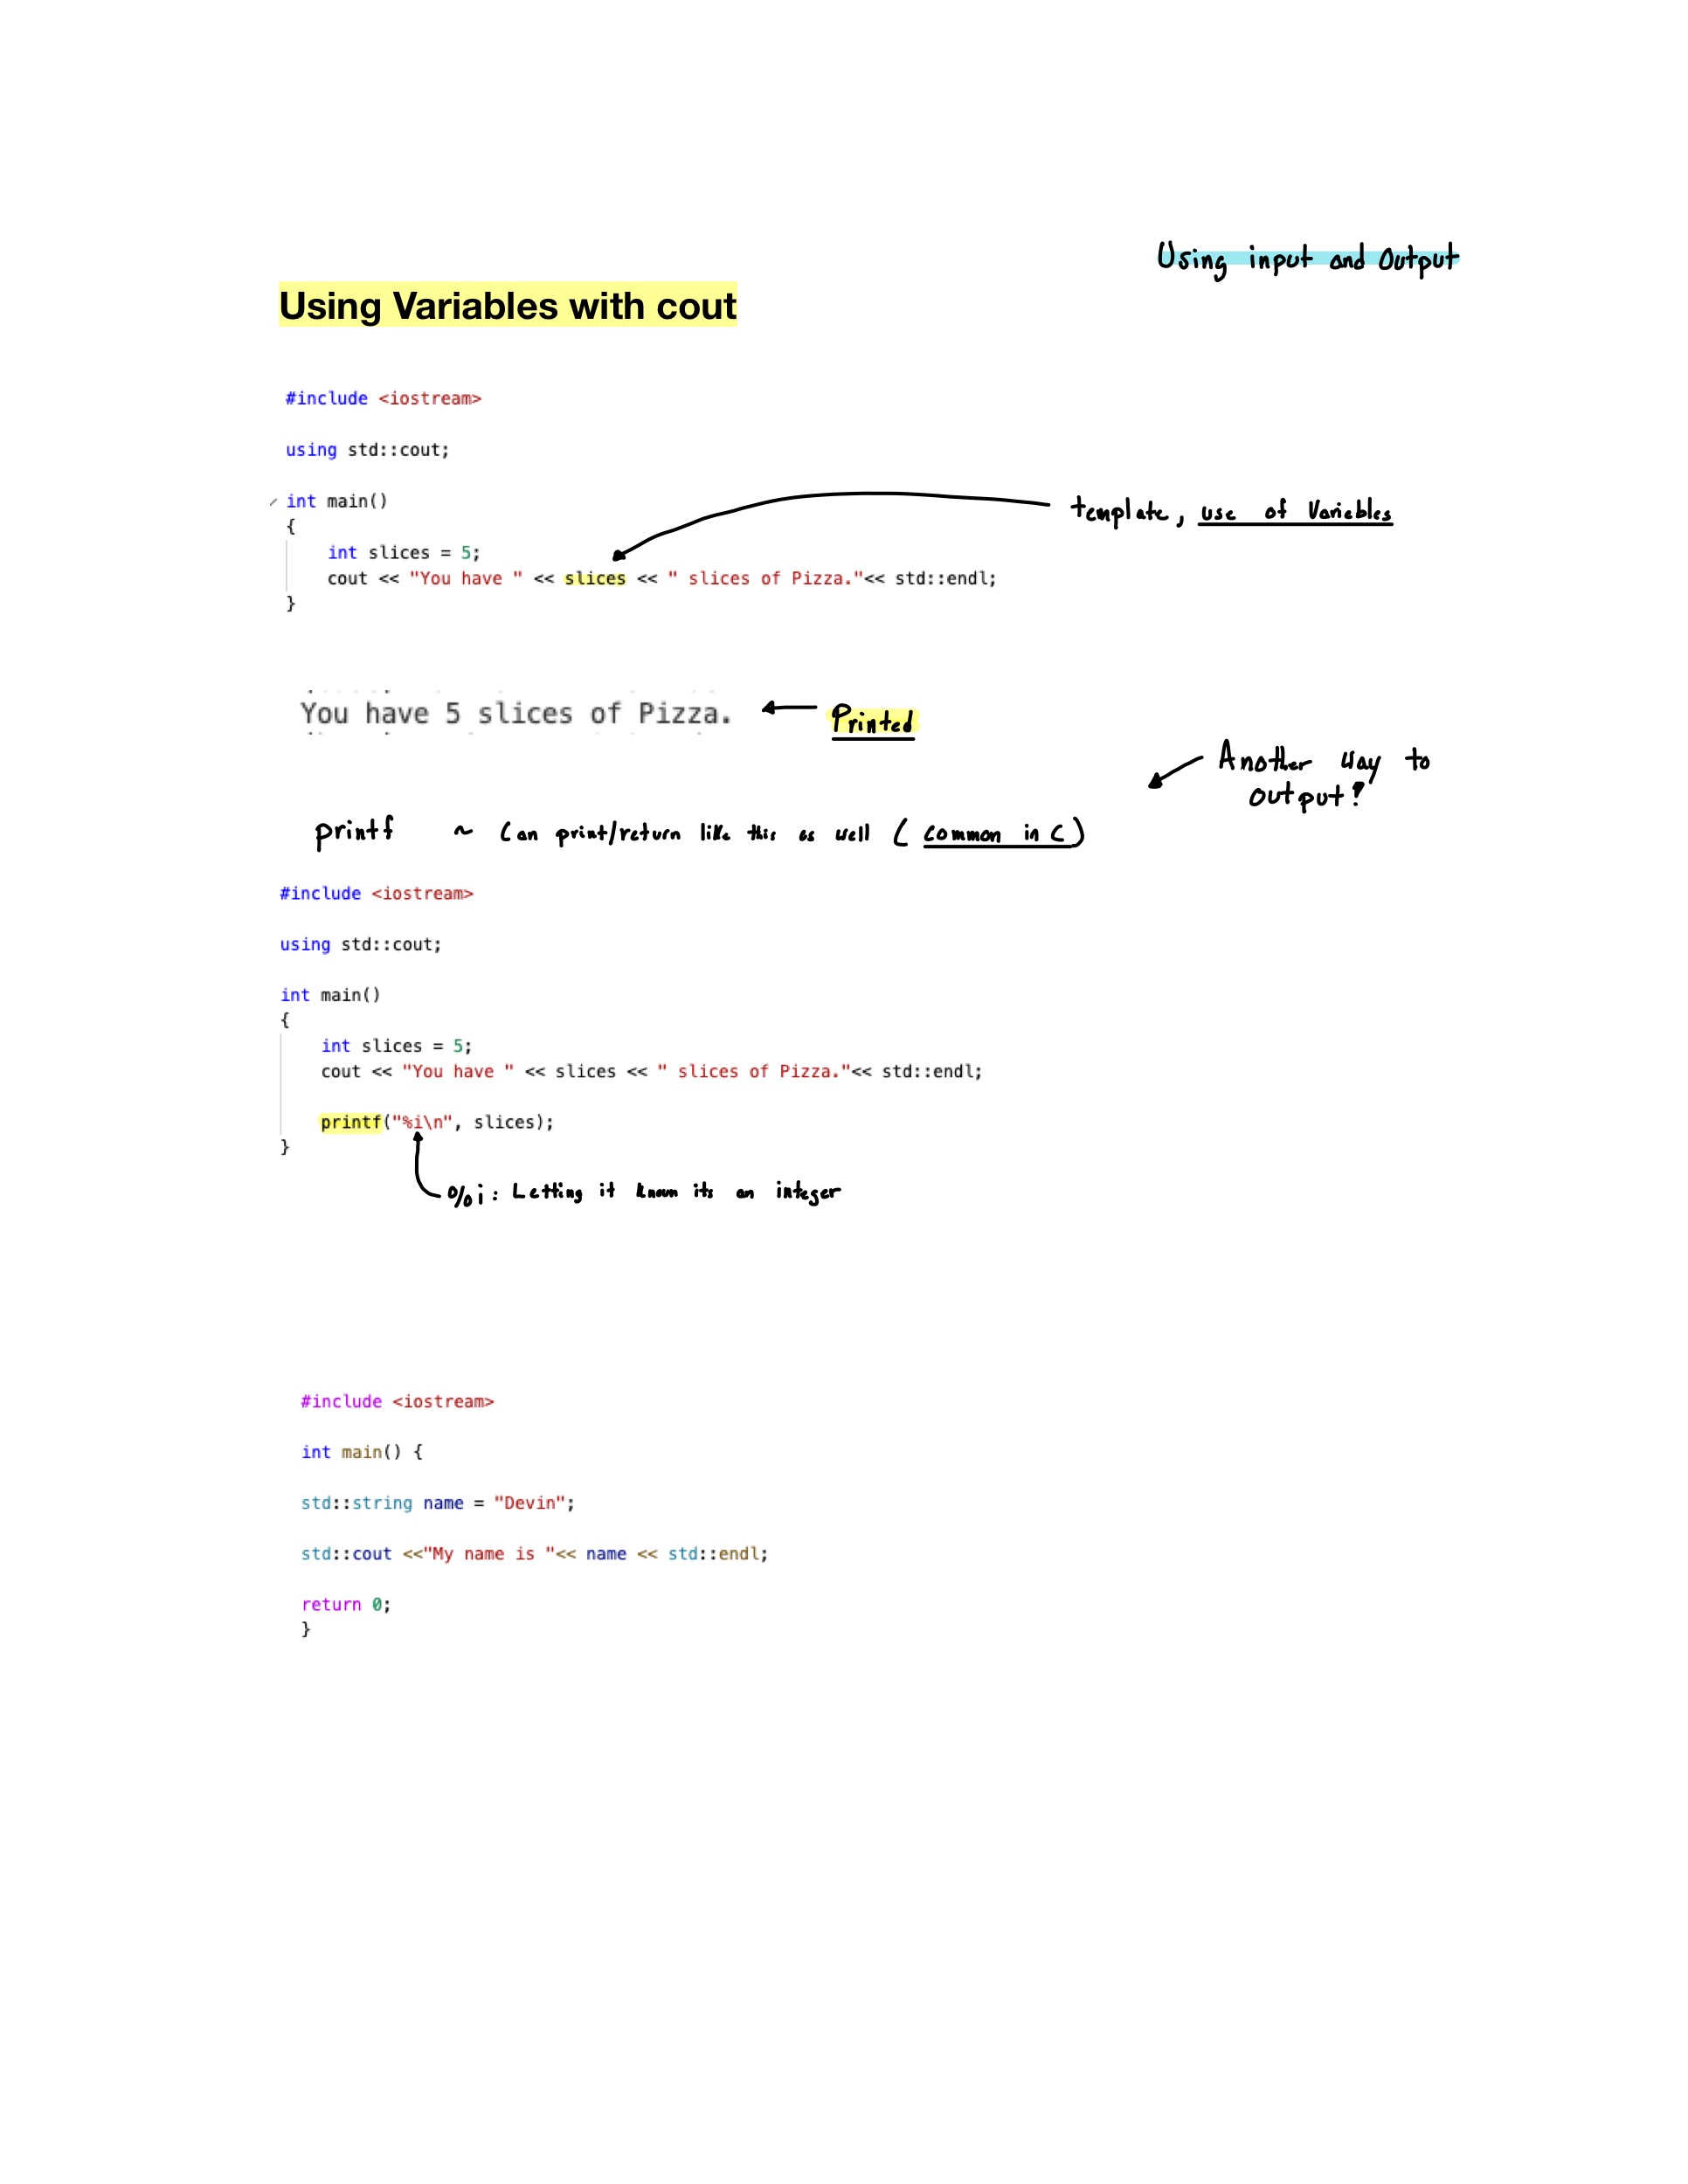 Using input and Output
Using Variables with cout
#include <iostream>
using std::cout;
int main()
{
int slices = 5;
cout << "You have " << slices << " slices of Pizza."<< std::endl;
}
template, use of Variables
You have 5 slices of Pizza.
Printed
Another way to
output?
printf ~ Can print/return like this as well (common in C)
#include <iostream>
using std::cout;
int main()
{
int slices = 5;
cout << "You have " << slices << " slices of Pizza."<< std::endl;
printf("%i\n", slices);
}
%i: Letting it known its an integer
#include <iostream>
int main() {
std::string name = "Devin";
std::cout <<"My name is "<< name << std::endl;
return 0;
}